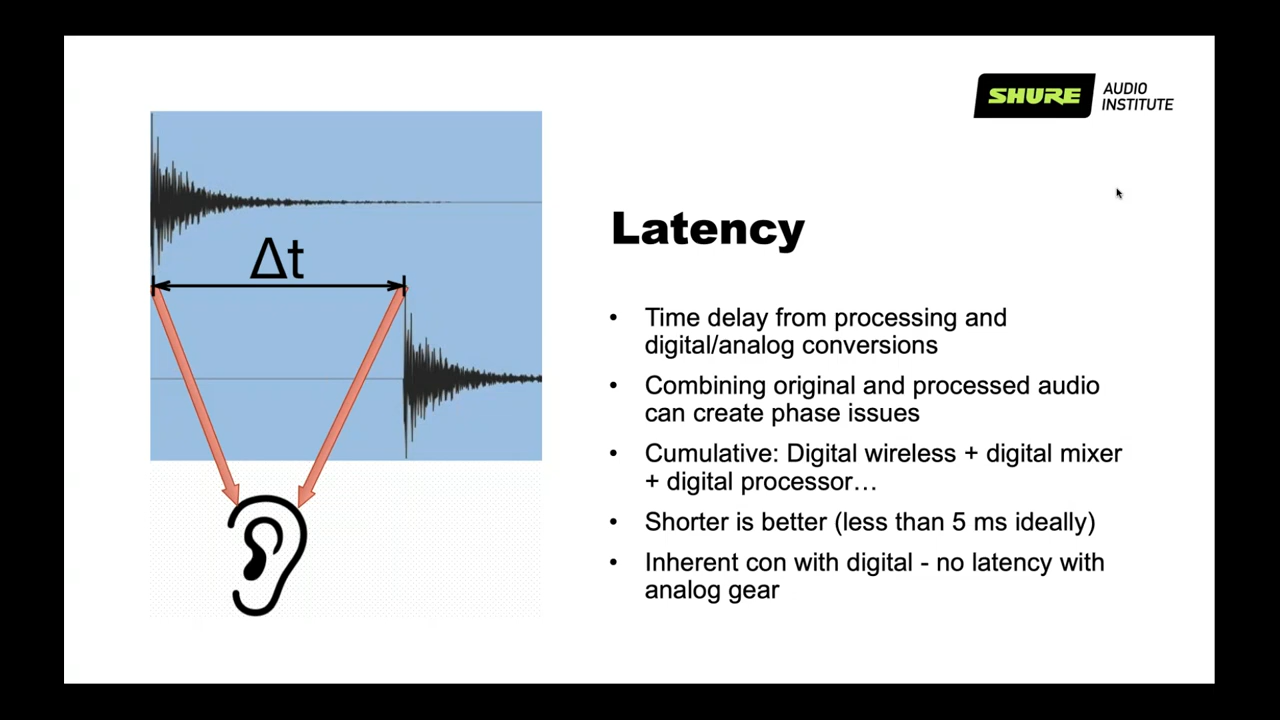 SHURE AUDIO
INSTITUTE
Δt
Latency
• Time delay from processing and
digital/analog conversions
• Combining original and processed audio
can create phase issues
• Cumulative: Digital wireless + digital mixer
+ digital processor…
• Shorter is better (less than 5 ms ideally)
• Inherent con with digital - no latency with
analog gear